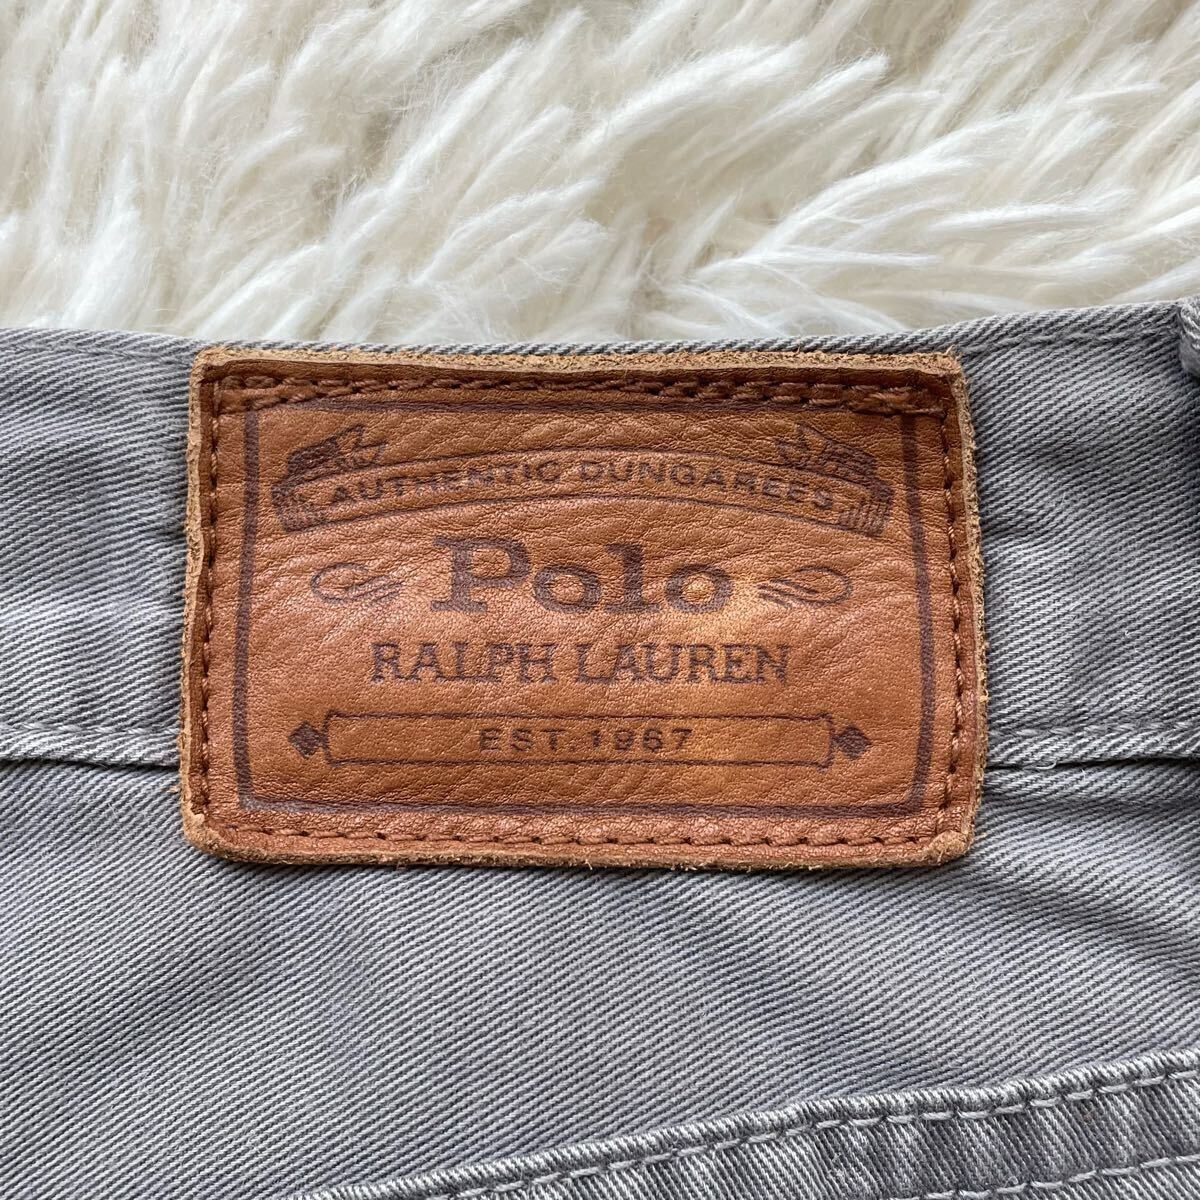 AUTHENTIC DUNGAREES
Polo
RALPH LAUREN
EST. 1967